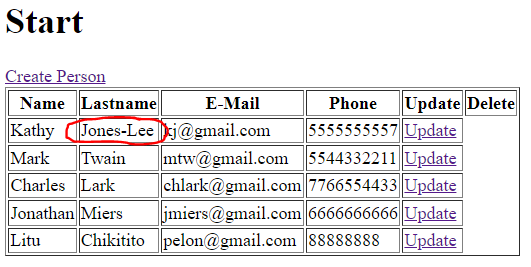 Start
Create Person
Name Lastname E-Mail Phone Update Delete
Kathy Jones-Lee kj@gmail.com 5555555557 Update
Mark Twain mtw@gmail.com 5544332211 Update
Charles Lark chlark@gmail.com 7766554433 Update
Jonathan Miers jmiers@gmail.com 6666666666 Update
Litu Chikitito pelon@gmail.com 88888888 Update